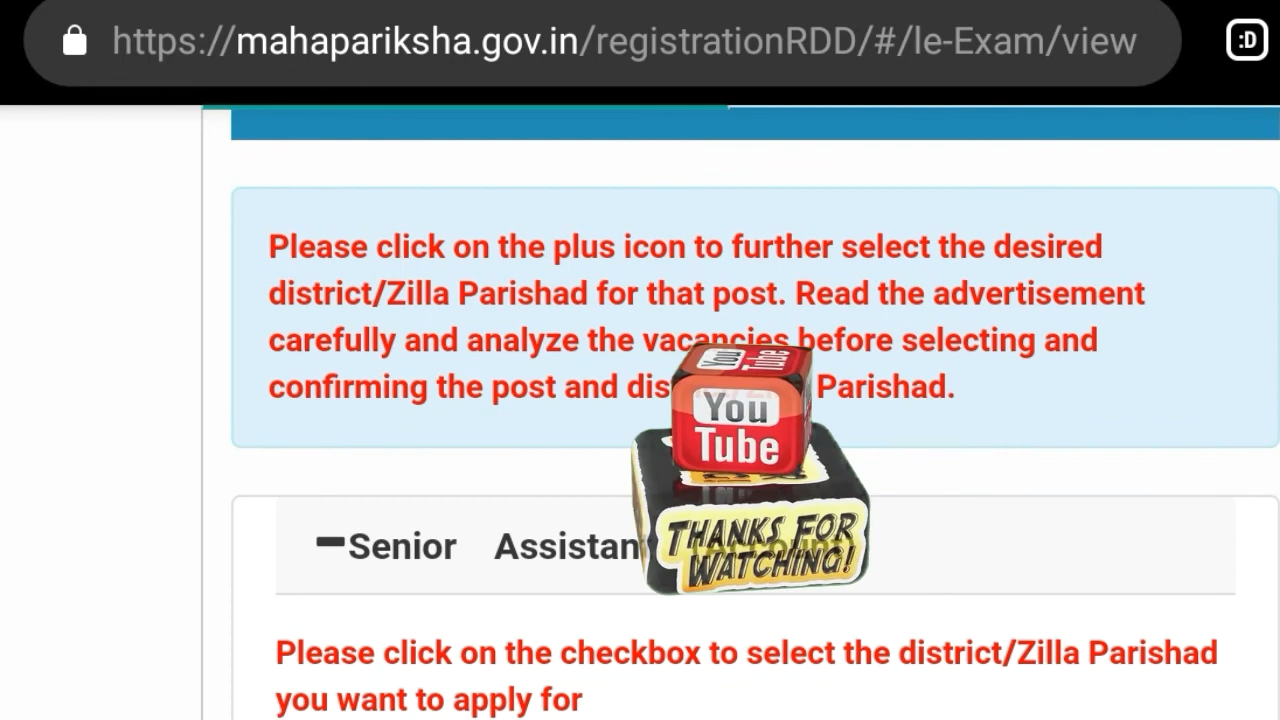 https://mahapariksha.gov.in/registrationRDD/#/le-Exam/view
:D
Please click on the plus icon to further select the desired
district/Zilla Parishad for that post. Read the advertisement
carefully and analyze the vacancies before selecting and
confirming the post and dis Parishad.
You Tube
You
Tube
Senior Assistan
THANKS FOR
WATCHING!
Please click on the checkbox to select the district/Zilla Parishad
you want to apply for